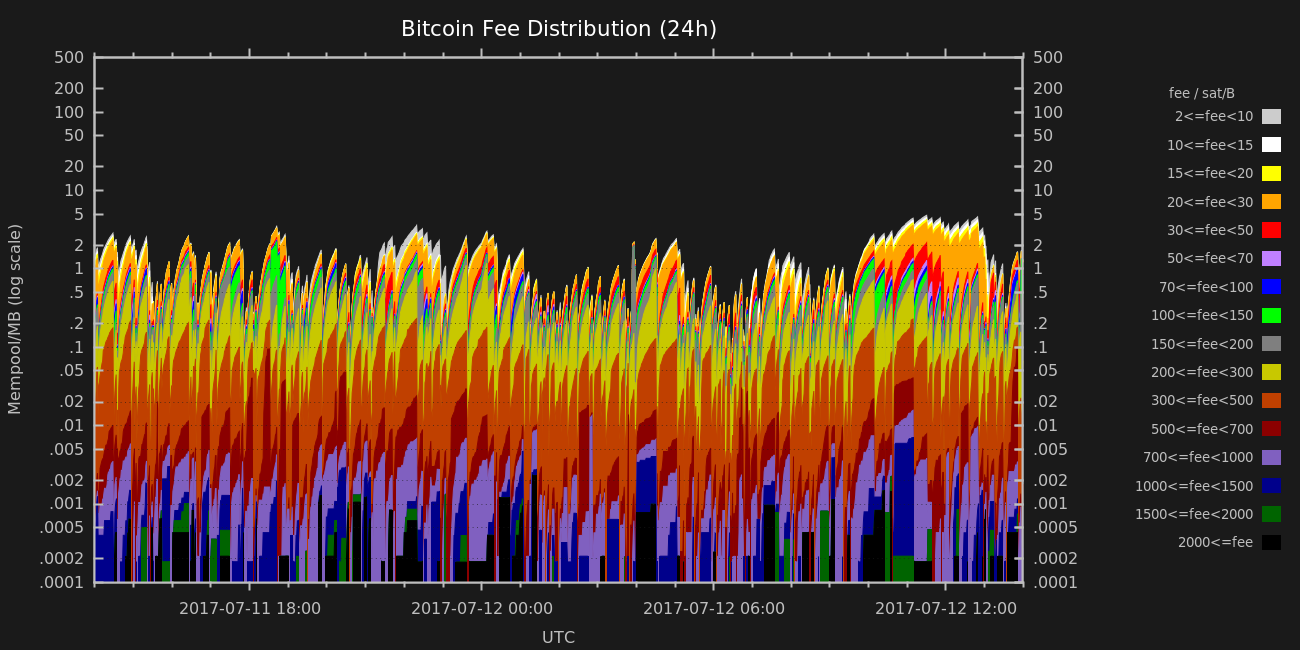 Bitcoin Fee Distribution (24h)
500 500
200 200
100 100
50 50
20 20
10 10
5 5
2 2
1 1
.5 .5
.2 .2
.1 .1
.05 .05
.02 .02
.01 .01
.005 .005
.002 .002
.001 .001
.0005 .0005
.0002 .0002
.0001 .0001
Mempool/MB (log scale)
2017-07-11 18:00 2017-07-12 00:00 2017-07-12 06:00 2017-07-12 12:00
UTC
fee / sat/B
2<=fee<10
10<=fee<15
15<=fee<20
20<=fee<30
30<=fee<50
50<=fee<70
70<=fee<100
100<=fee<150
150<=fee<200
200<=fee<300
300<=fee<500
500<=fee<700
700<=fee<1000
1000<=fee<1500
1500<=fee<2000
2000<=fee